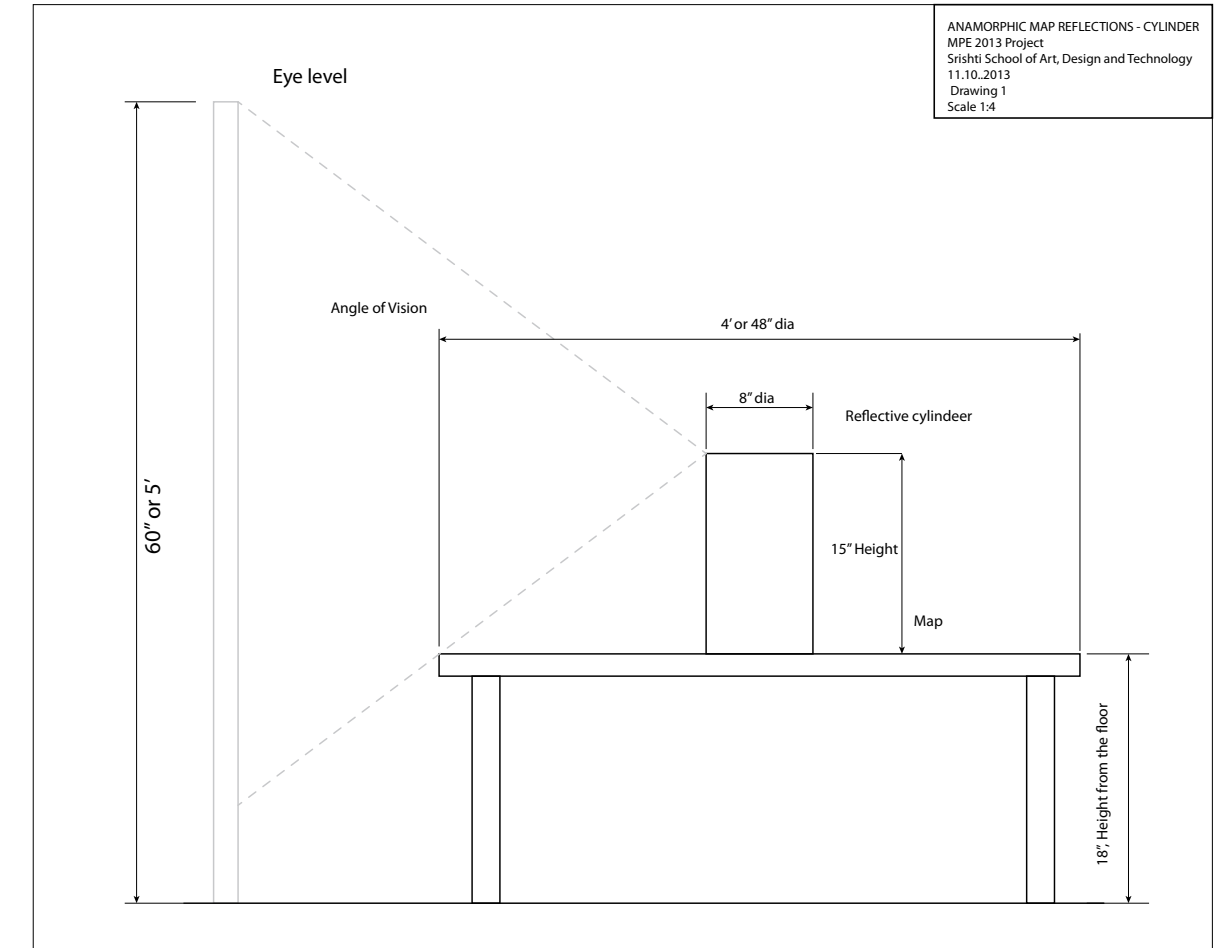 ANAMORPHIC MAP REFLECTIONS - CYLINDER
MPE 2013 Project
Srishti School of Art, Design and Technology
11.10..2013
Drawing 1
Scale 1:4
Eye level
Angle of Vision
4’ or 48” dia
8” dia
Reflective cylindeer
60” or 5’
15” Height
Map
18”, Height from the floor